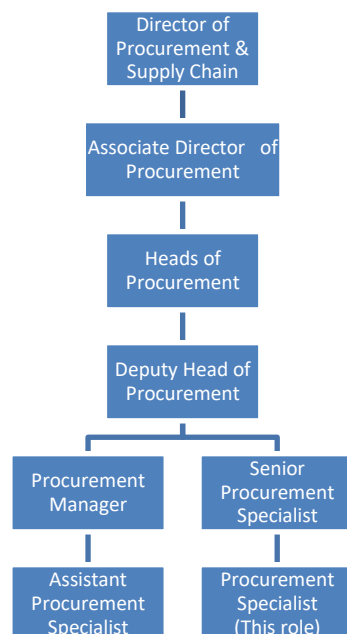 Director of
Procurement &
Supply Chain
Associate Director of
Procurement
Heads of
Procurement
Deputy Head of
Procurement
Procurement
Manager
Senior
Procurement
Specialist
Assistant
Procurement
Specialist
Procurement
Specialist
(This role)